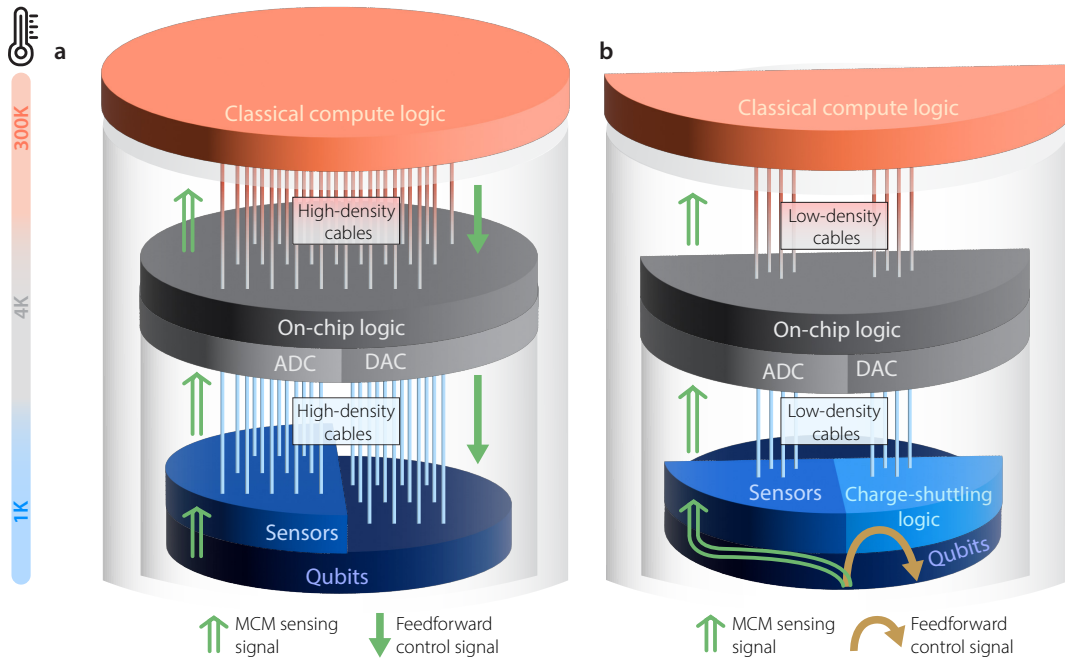 a
b
300K
4K
1K
Classical compute logic
High-density
cables
On-chip logic
ADC
DAC
High-density
cables
Sensors
Qubits
MCM sensing
signal
Feedforward
control signal
Classical compute logic
Low-density
cables
On-chip logic
ADC
DAC
Low-density
cables
Sensors
Charge-shuttling
logic
Qubits
MCM sensing
signal
Feedforward
control signal